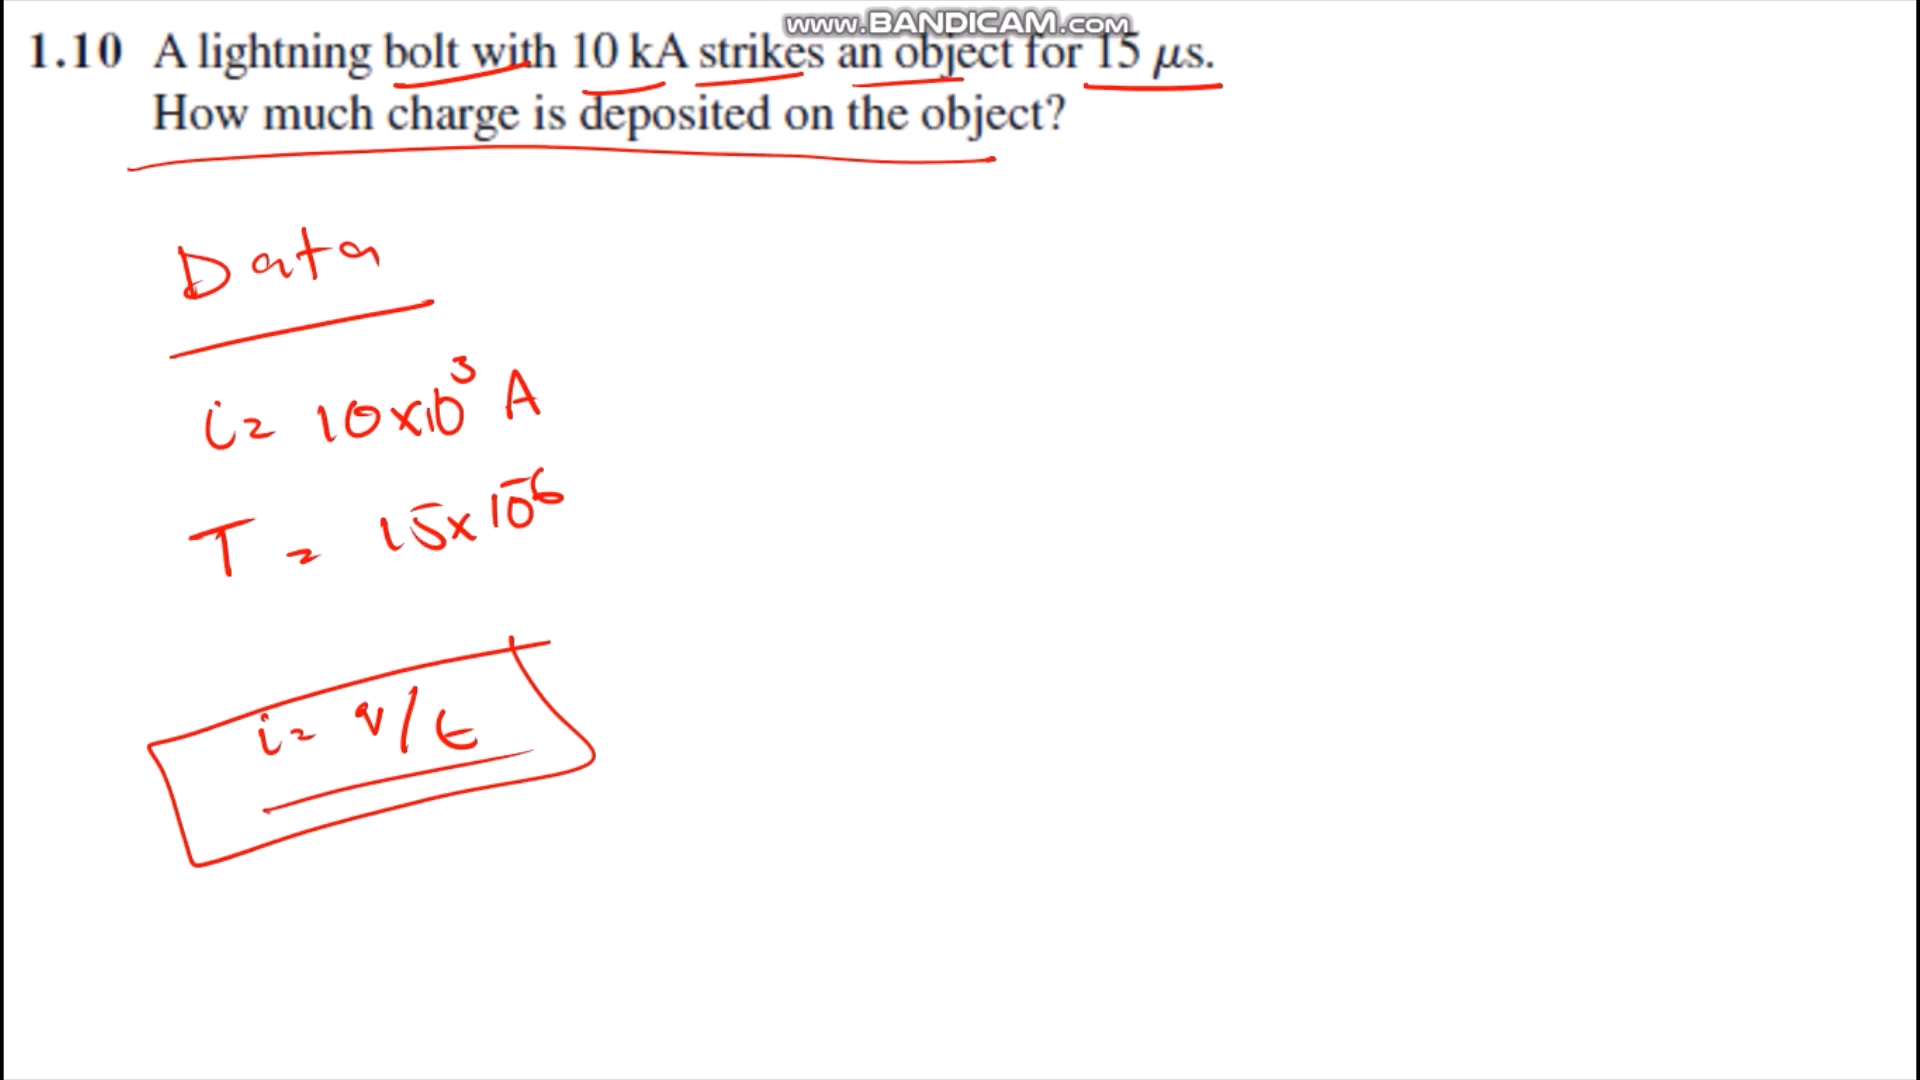 www.BANDICAM.com
1.10 A lightning bolt with 10 kA strikes an object for 15 μs.
How much charge is deposited on the object?
Data
i= 10×10³ A
T = 15×10⁻⁶
i= q/t